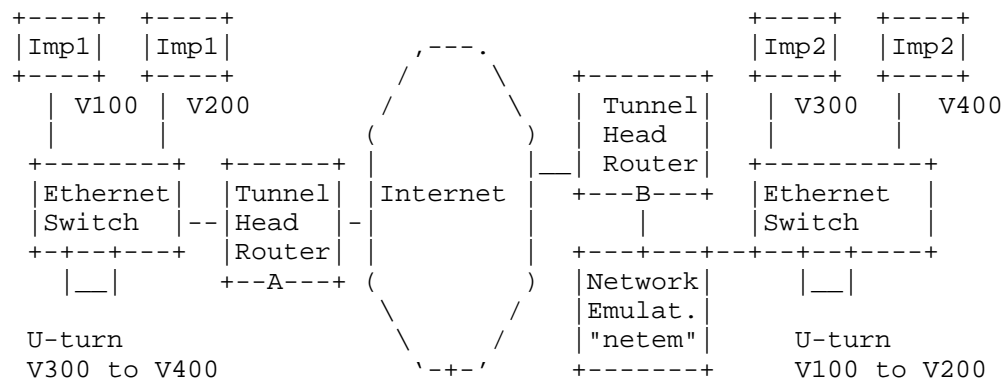 Imp1 Imp1 Imp2 Imp2
V100 V200 Tunnel V300 V400
Head
Router
Ethernet Tunnel Internet B Ethernet
Switch Head Switch
Router
A Network
Emulat.
U-turn "netem" U-turn
V300 to V400 V100 to V200